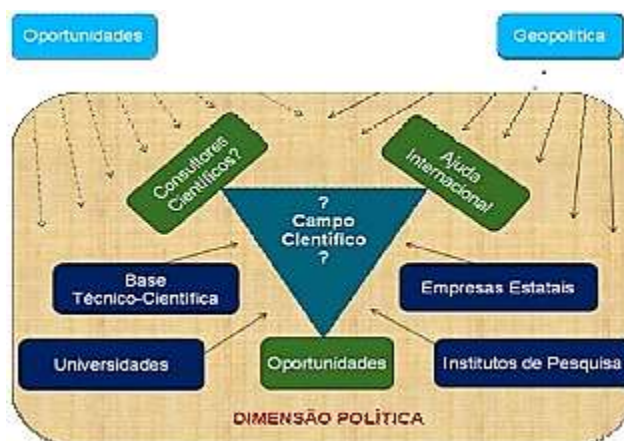 Oportunidades
Geopolítica
Consultores
Científicos?
Ajuda
Internacional
?
Campo
Científico
?
Base
Técnico-Científica
Empresas Estatais
Universidades
Oportunidades
Institutos de Pesquisa
DIMENSÃO POLÍTICA